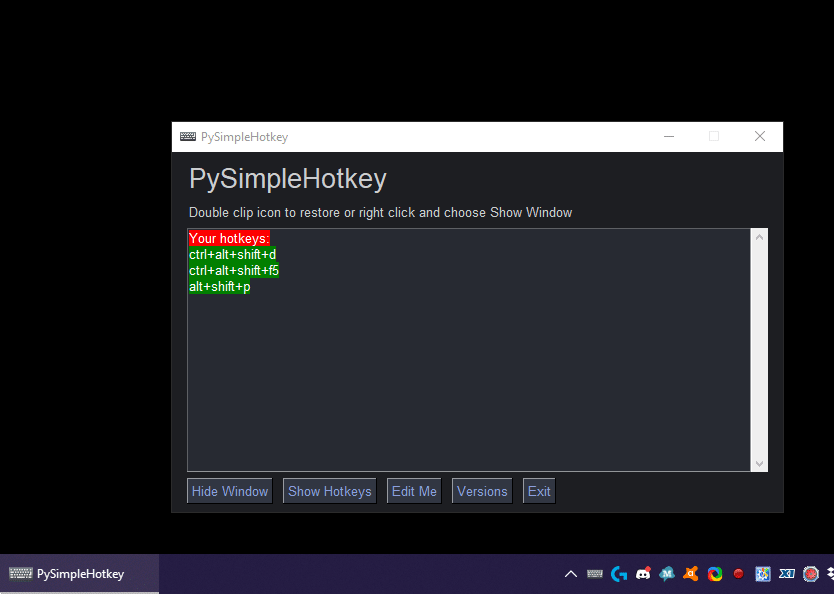 PySimpleHotkey
PySimpleHotkey
Double clip icon to restore or right click and choose Show Window
Your hotkeys:
ctrl+alt+shift+d
ctrl+alt+shift+f5
alt+shift+p
Hide Window Show Hotkeys Edit Me Versions Exit
PySimpleHotkey